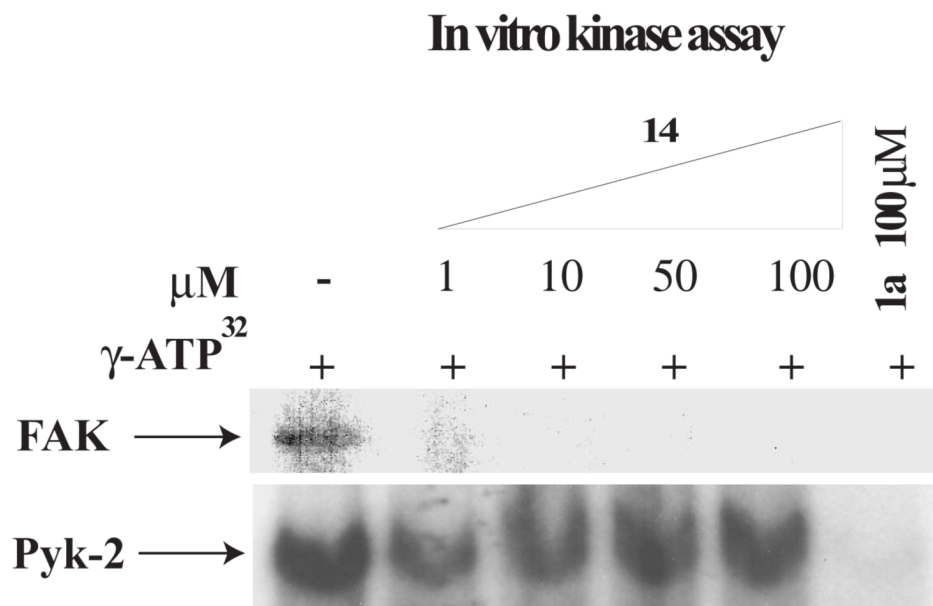 In vitro kinase assay
14
1a 100μM
μM - 1 10 50 100
γ-ATP32
+ + + + + +
FAK
Pyk-2